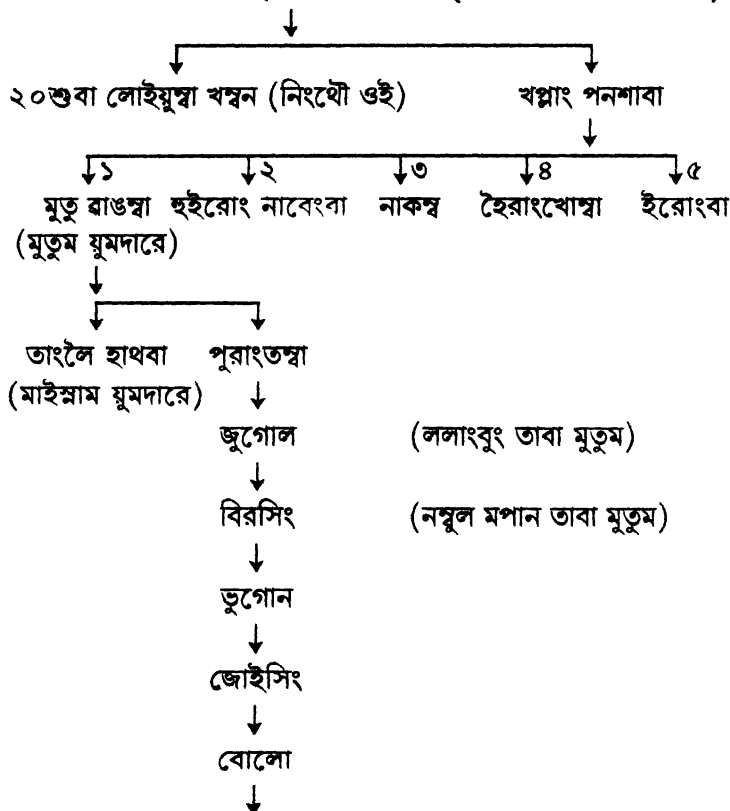 ২০শুবা লোইয়ুম্বা খম্বন (নিংথৌ ওই) খপ্লাং পনশাবা
১ ২ ৩ ৪ ৫
মুতু ৱাঙম্বা হুইরোং নাবেংবা নাকম্ব হৈরাংখোম্বা ইরোংবা
(মুতুম য়ুমদারে)
তাংলৈ হাথবা পুরাংতম্বা
(মাইস্নাম য়ুমদারে)
জুগোল (ললাংবুং তাবা মুতুম)
বিরসিং (নম্বুল মপান তাবা মুতুম)
ভুগোন
জোইসিং
বোলো